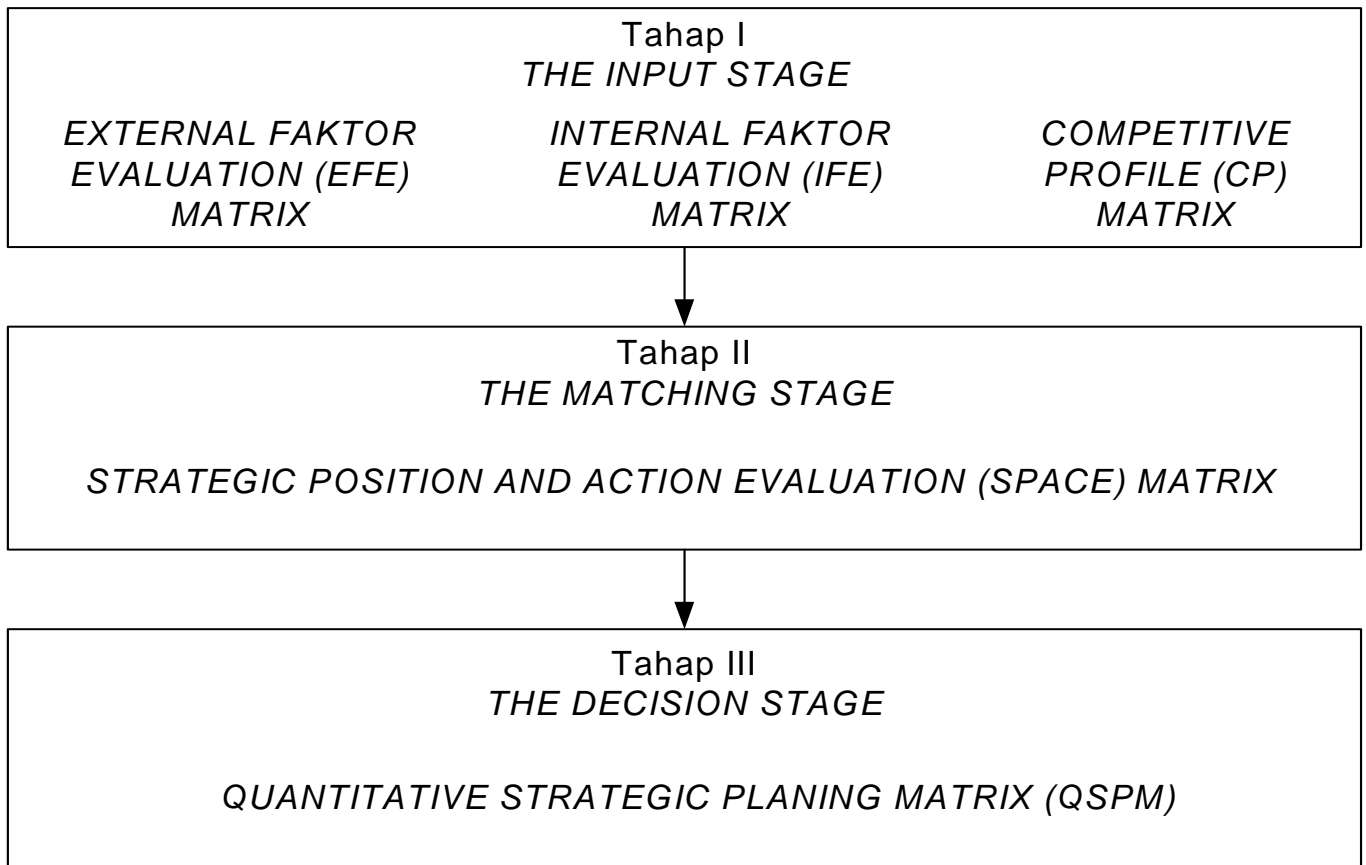 Tahap I
THE INPUT STAGE
EXTERNAL FAKTOR
EVALUATION (EFE)
MATRIX
INTERNAL FAKTOR
EVALUATION (IFE)
MATRIX
COMPETITIVE
PROFILE (CP)
MATRIX
Tahap II
THE MATCHING STAGE
STRATEGIC POSITION AND ACTION EVALUATION (SPACE) MATRIX
Tahap III
THE DECISION STAGE
QUANTITATIVE STRATEGIC PLANING MATRIX (QSPM)